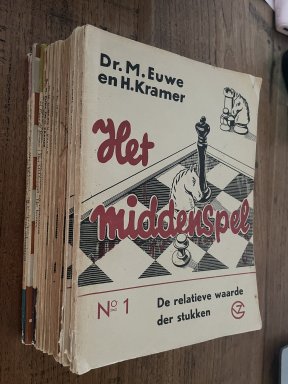 Dr. M. Euwe
en H. Kramer
Het
middenspel
No 1
De relatieve waarde
der stukken